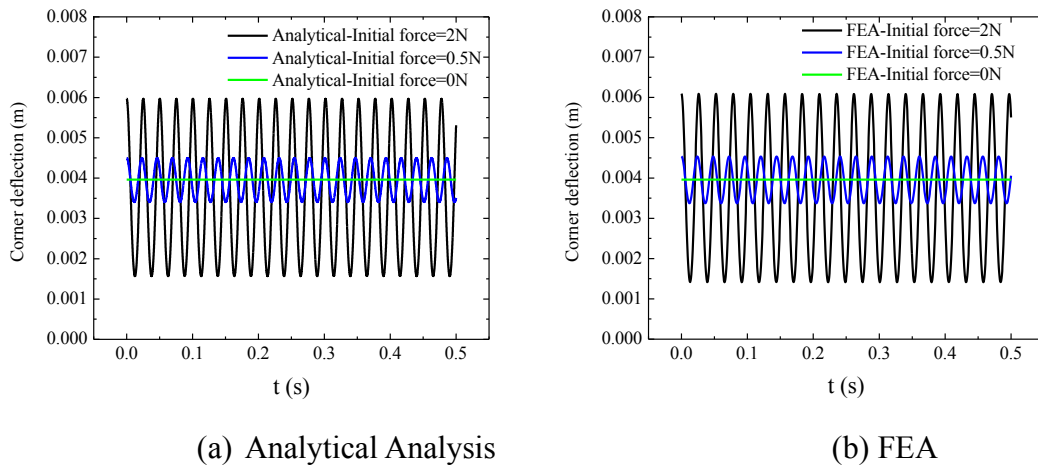 0.008
0.007
0.006
0.005
0.004
0.003
0.002
0.001
0.000
Corner deflection (m)
Analytical-Initial force=2N
Analytical-Initial force=0.5N
Analytical-Initial force=0N
0.0 0.1 0.2 0.3 0.4 0.5
t (s)
(a) Analytical Analysis
0.008
0.007
0.006
0.005
0.004
0.003
0.002
0.001
0.000
Corner deflection (m)
FEA-Initial force=2N
FEA-Initial force=0.5N
FEA-Initial force=0N
0.0 0.1 0.2 0.3 0.4 0.5
t (s)
(b) FEA